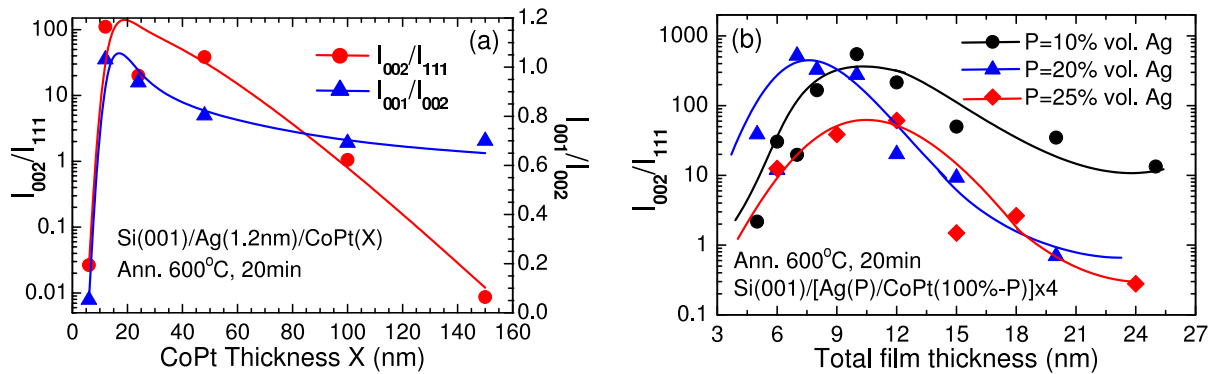 100
10
1
0.1
0.01
I002/I111
(a)
I002/I111
I001/I002
Si(001)/Ag(1.2nm)/CoPt(X)
Ann. 600°C, 20min
0 20 40 60 80 100 120 140 160
CoPt Thickness X (nm)
1.2
1.0
0.8
0.6
0.4
0.2
0.0
I001/I002
1000
100
10
1
0.1
I002/I111
(b)
P=10% vol. Ag
P=20% vol. Ag
P=25% vol. Ag
Ann. 600°C, 20min
Si(001)/[Ag(P)/CoPt(100%-P)]x4
3 6 9 12 15 18 21 24 27
Total film thickness (nm)